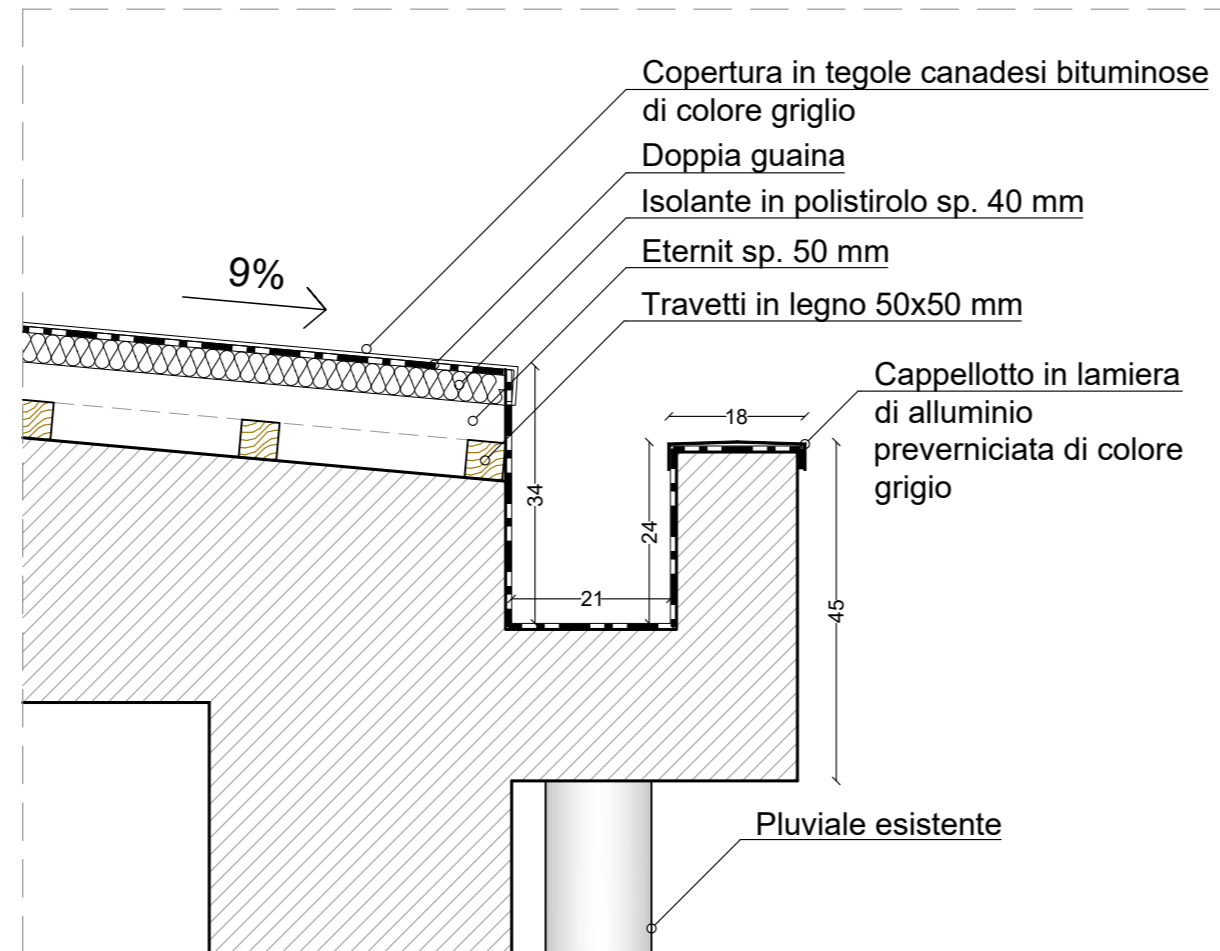 Copertura in tegole canadesi bituminose
di colore griglio
Doppia guaina
Isolante in polistirolo sp. 40 mm
Eternit sp. 50 mm
Travetti in legno 50x50 mm
9%
Cappellotto in lamiera
di alluminio
preverniciata di colore
grigio
18
34
24
21
45
Pluviale esistente